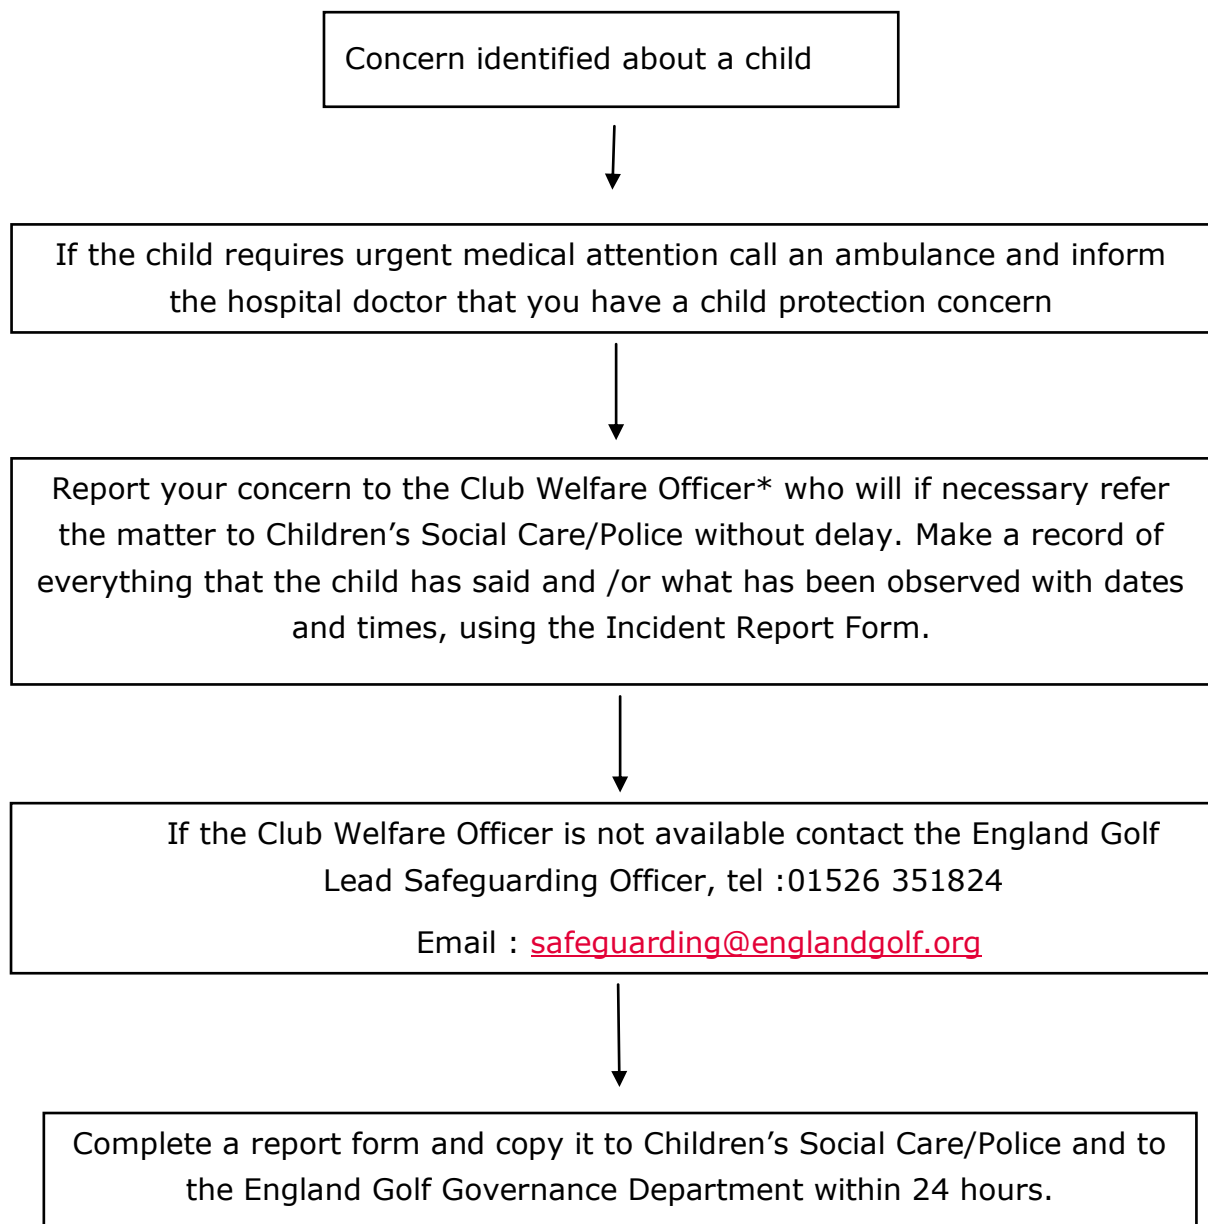 Concern identified about a child
If the child requires urgent medical attention call an ambulance and inform
the hospital doctor that you have a child protection concern
Report your concern to the Club Welfare Officer* who will if necessary refer
the matter to Children’s Social Care/Police without delay. Make a record of
everything that the child has said and /or what has been observed with dates
and times, using the Incident Report Form.
If the Club Welfare Officer is not available contact the England Golf
Lead Safeguarding Officer, tel :01526 351824
Email : safeguarding@englandgolf.org
Complete a report form and copy it to Children’s Social Care/Police and to
the England Golf Governance Department within 24 hours.